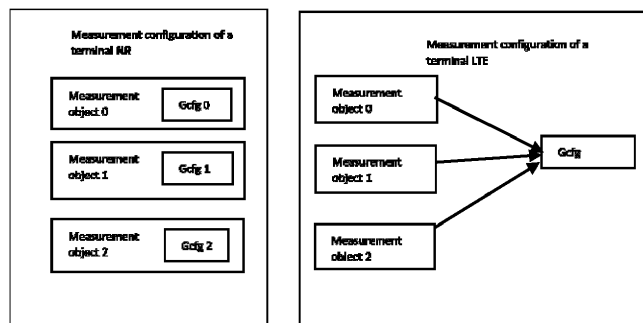 Measurement configuration of a
terminal NR
Measurement
object 0
Gcfg 0
Measurement
object 1
Gcfg 1
Measurement
object 2
Gcfg 2
Measurement configuration of a
terminal LTE
Measurement
object 0
Measurement
object 1
Measurement
object 2
Gcfg